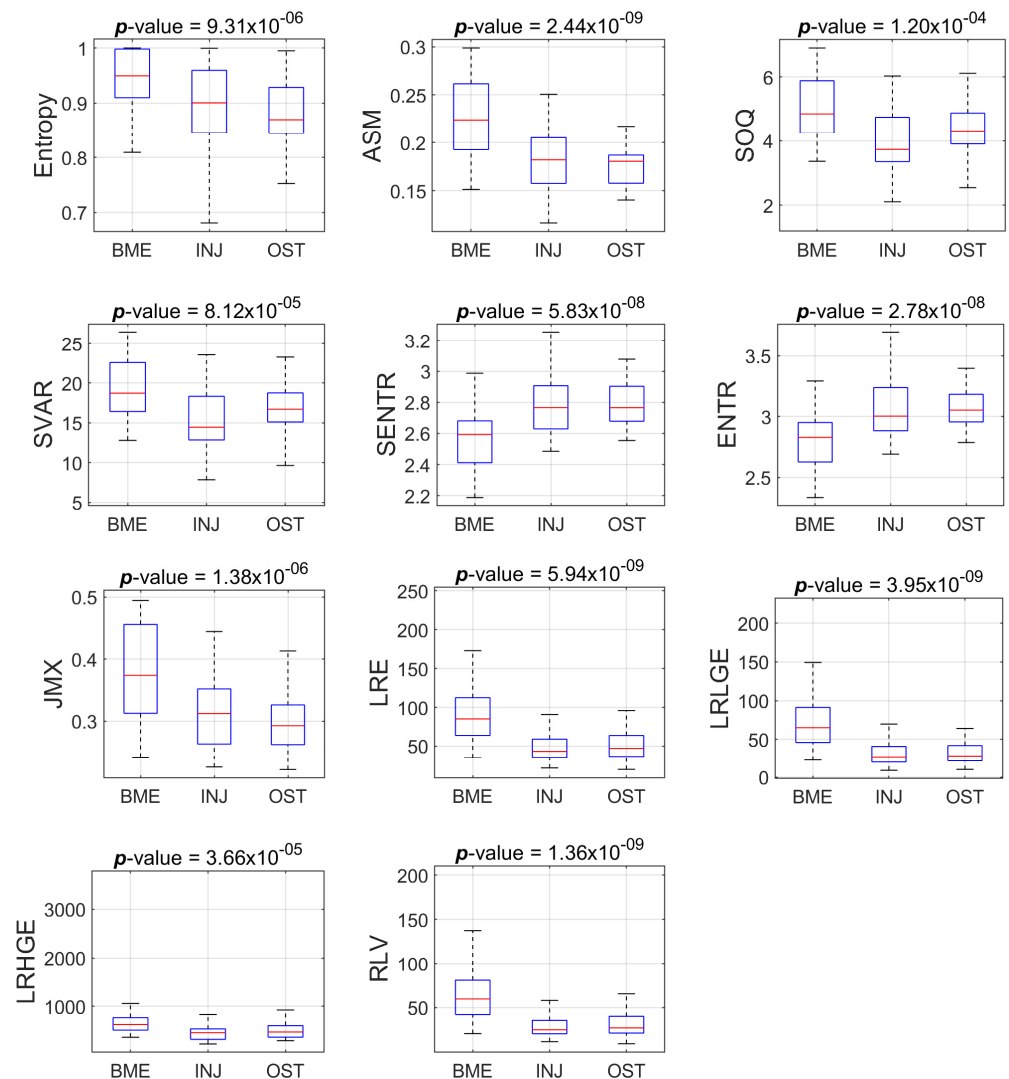 p-value = 9.31x10-06
Entropy
1
0.9
0.8
0.7
BME INJ OST
p-value = 2.44x10-09
ASM
0.3
0.25
0.2
0.15
BME INJ OST
p-value = 1.20x10-04
SOQ
6
4
2
BME INJ OST
p-value = 8.12x10-05
SVAR
25
20
15
10
5
BME INJ OST
p-value = 5.83x10-08
SENTR
3.2
3
2.8
2.6
2.4
2.2
BME INJ OST
p-value = 2.78x10-08
ENTR
3.5
3
2.5
BME INJ OST
p-value = 1.38x10-06
JMX
0.5
0.4
0.3
BME INJ OST
p-value = 5.94x10-09
LRE
250
200
150
100
50
BME INJ OST
p-value = 3.95x10-09
LRLGE
200
150
100
50
0
BME INJ OST
p-value = 3.66x10-05
LRHGE
3000
2000
1000
BME INJ OST
p-value = 1.36x10-09
RLV
200
150
100
50
BME INJ OST